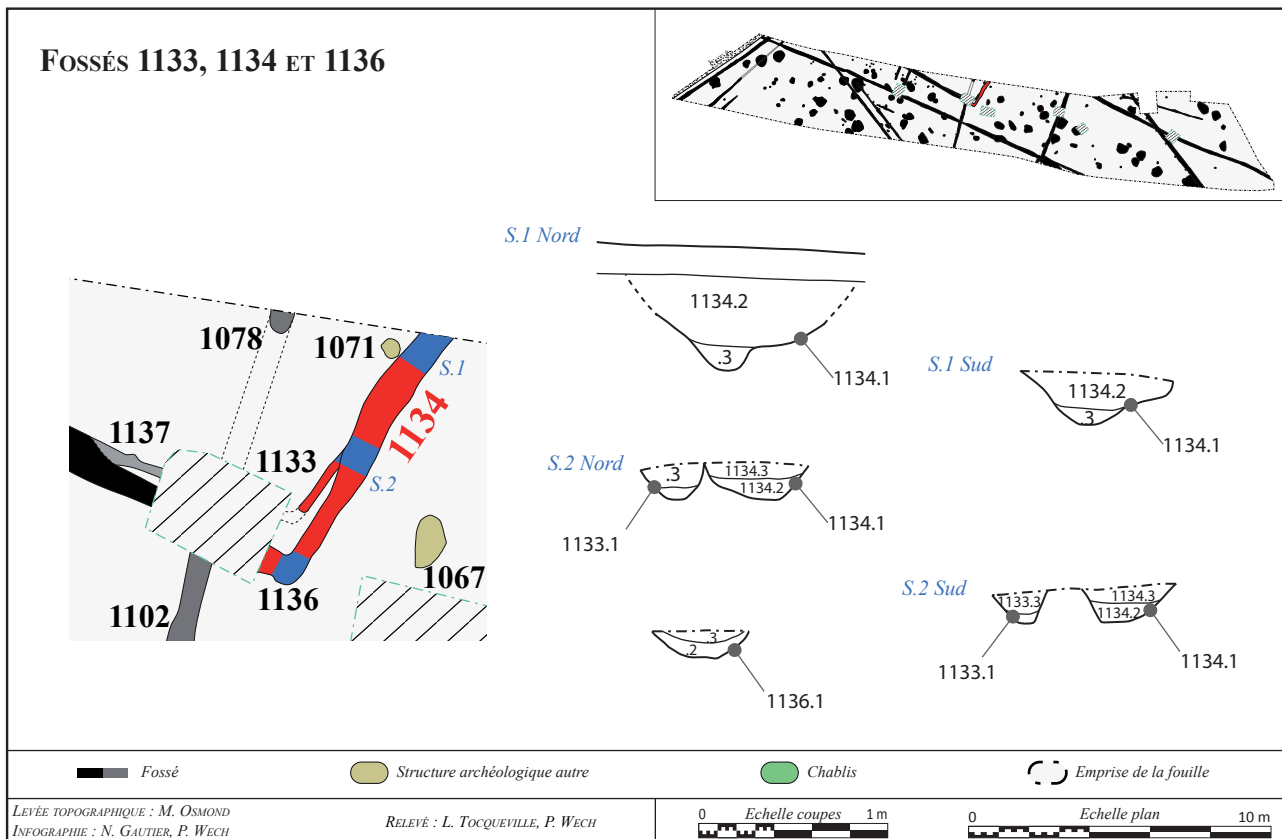 FOSSÉS 1133, 1134 ET 1136
S.1 Nord
1134.2
.3
1134.1
S.1 Sud
1134.2
.3
1134.1
1078
1071
S.1
1134
1137
1133
S.2
1067
1136
1102
S.2 Nord
.3
1134.3
1134.2
1133.1
1134.1
S.2 Sud
1133.3
1134.3
1134.2
1133.1
1134.1
.3
.2
1136.1
Fossé
Structure archéologique autre
Chablis
Emprise de la fouille
LEVÉE TOPOGRAPHIQUE : M. OSMOND
INFOGRAPHIE : N. GAUTIER, P. WECH
RELEVÉ : L. TOCQUEVILLE, P. WECH
0 Echelle coupes 1 m
0 Echelle plan 10 m